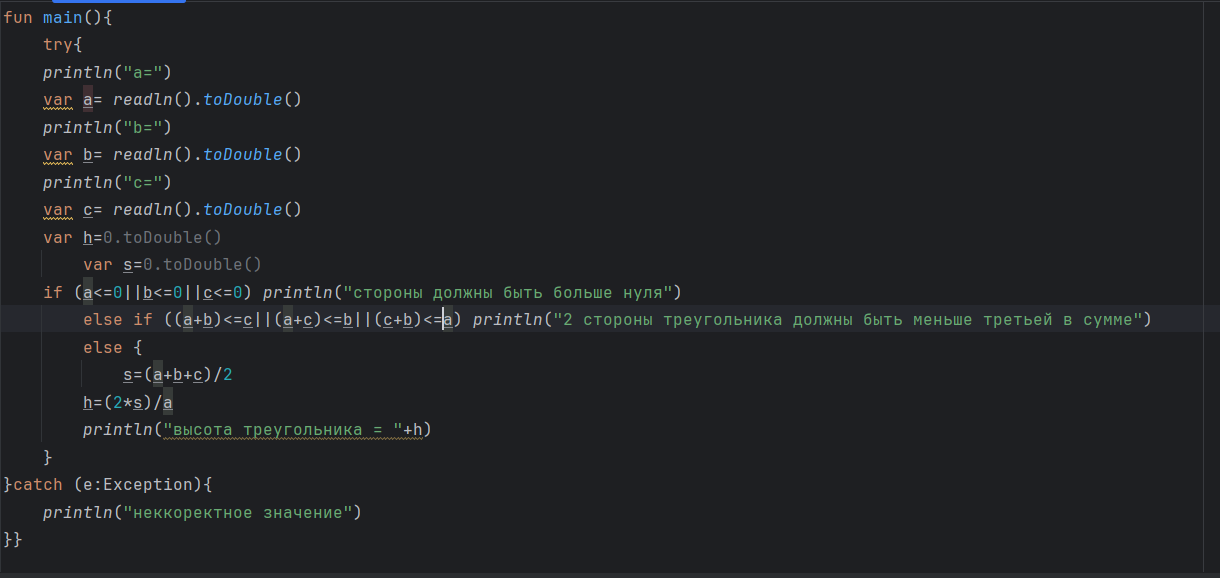 fun main(){
try{
println("a=")
var a= readln().toDouble()
println("b=")
var b= readln().toDouble()
println("c=")
var c= readln().toDouble()
var h=0.toDouble()
var s=0.toDouble()
if (a<=0||b<=0||c<=0) println("стороны должны быть больше нуля")
else if ((a+b)<=c||(a+c)<=b||(c+b)<=a) println("2 стороны треугольника должны быть меньше третьей в сумме")
else {
s=(a+b+c)/2
h=(2*s)/a
println("высота треугольника = "+h)
}
}catch (e:Exception){
println("неккоректное значение")
}}